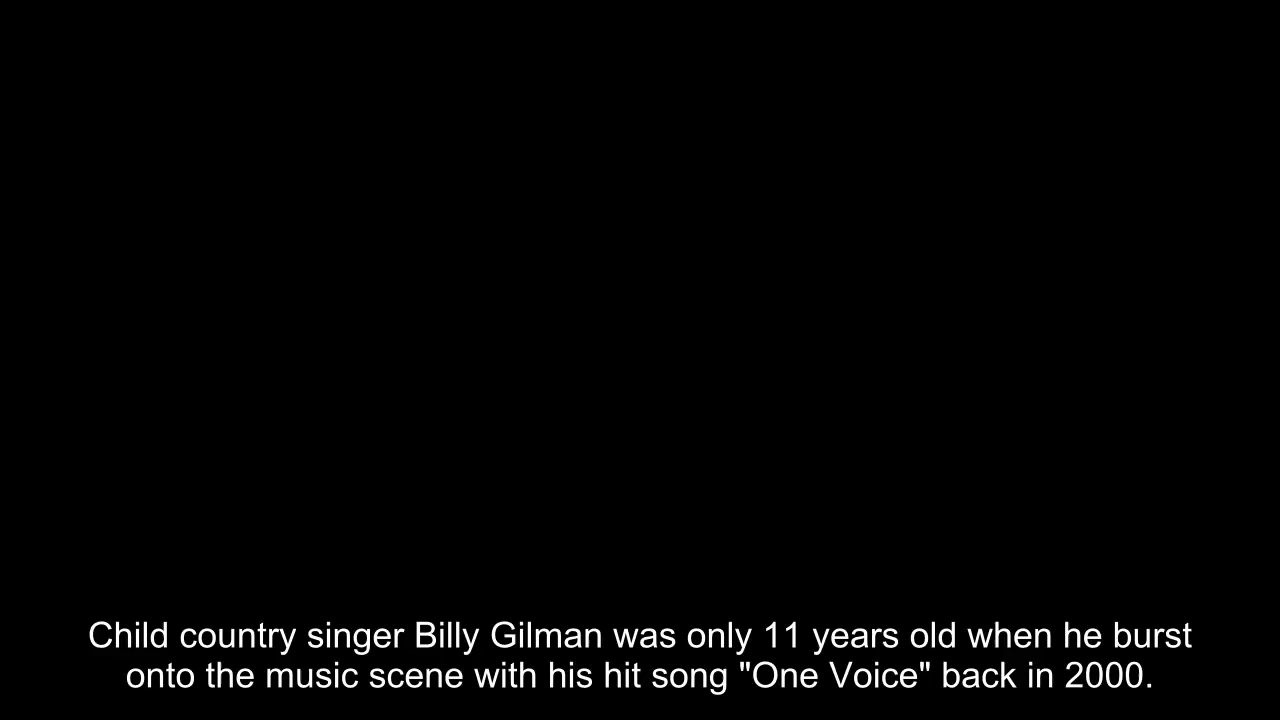 Child country singer Billy Gilman was only 11 years old when he burst
onto the music scene with his hit song "One Voice" back in 2000.